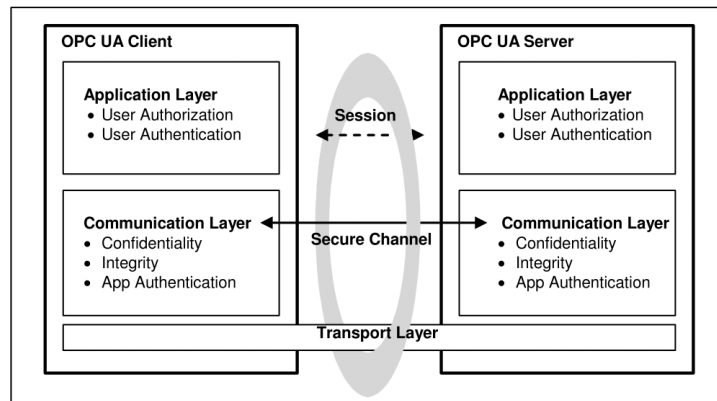 OPC UA Client
Application Layer
• User Authorization
• User Authentication
Communication Layer
• Confidentiality
• Integrity
• App Authentication
Session
Secure Channel
OPC UA Server
Application Layer
• User Authorization
• User Authentication
Communication Layer
• Confidentiality
• Integrity
• App Authentication
Transport Layer